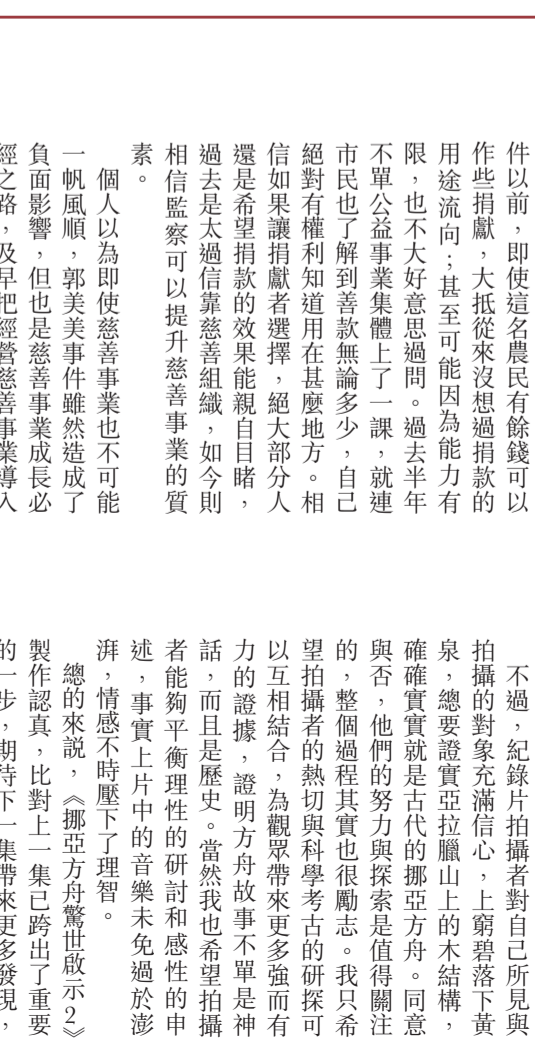 件以前，即使這名農民有餘錢可以
作些捐獻，大抵從來沒想過捐款的
用途流向；甚至可能因為能力有
限，也不大好意思過問。過去半年
不單公益事業集體上了一課，就連
市民也了解到善款無論多少，自己
絕對有權利知道用在甚麼地方。相
信如果讓捐獻者選擇，絕大部分人
還是希望捐款的效果能親自目睹，
過去是太過信靠慈善組織，如今則
相信監察可以提升慈善事業的質
素。
個人以為即使慈善事業也不可能
一帆風順，郭美美事件雖然造成了
負面影響，但也是慈善事業成長必
經之路，及早把經營慈善事業導入
不過，紀錄片拍攝者對自己所見與
拍攝的對象充滿信心，上窮碧落下黃
泉，總要證實亞拉臘山上的木結構，
確確實實就是古代的挪亞方舟。同意
與否，他們的努力與探索是值得關注
的，整個過程其實也很勵志。我只希
望拍攝者的熱切與科學考古的研探可
以互相結合，為觀眾帶來更多強而有
力的證據，證明方舟故事不單是神
話，而且是歷史。當然我也希望拍攝
者能夠平衡理性的研討和感性的申
述，事實上片中的音樂未免過於澎
湃，情感不時壓下了理智。
總的來説，《挪亞方舟驚世啟示2》
製作認真，比對上一集已跨出了重要
的一步，期待下一集帶來更多發現，